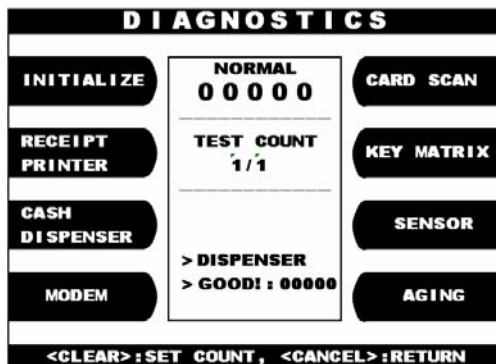 DIAGNOSTICS
INITIALIZE
RECEIPT
PRINTER
CASH
DISPENSER
MODEM
NORMAL
00000
TEST COUNT
1/1
> DISPENSER
> GOOD! : 00000
CARD SCAN
KEY MATRIX
SENSOR
AGING
<CLEAR>:SET COUNT, <CANCEL>:RETURN